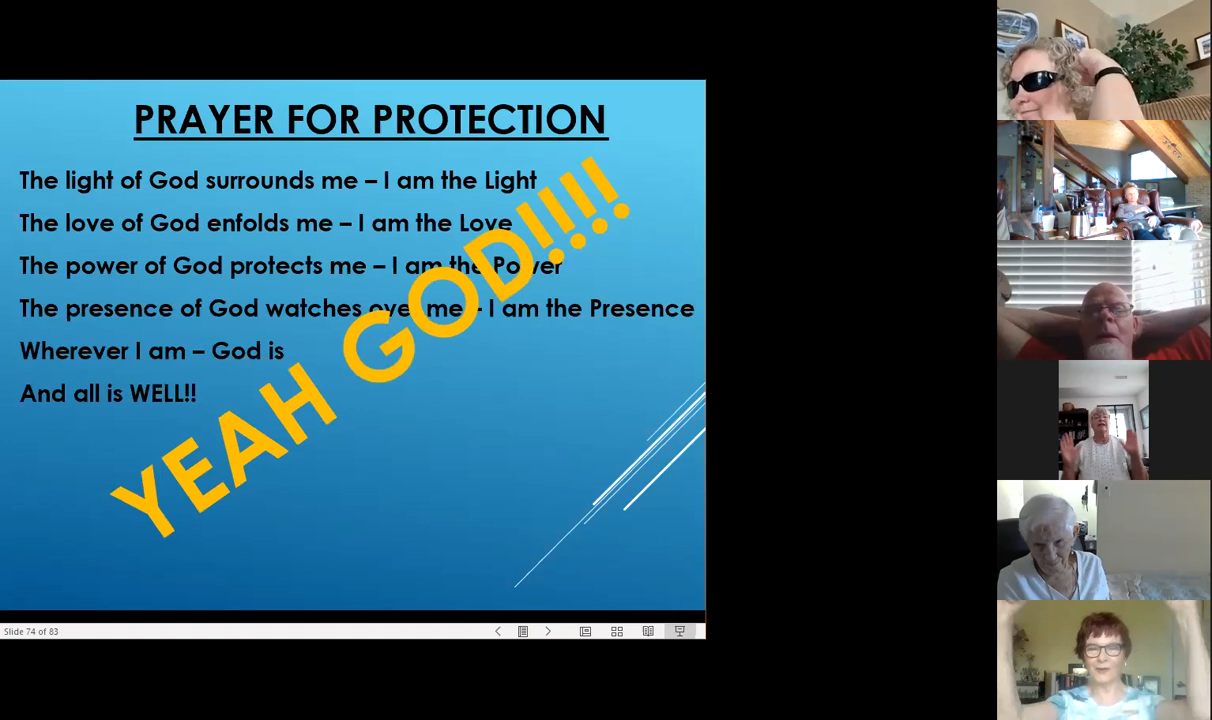 PRAYER FOR PROTECTION
The light of God surrounds me – I am the Light
The love of God enfolds me – I am the Love
The power of God protects me – I am the Power
The presence of God watches over me - I am the Presence
Wherever I am – God is
And all is WELL!!
YEAH GOD!!!!
Slide 74 of 83